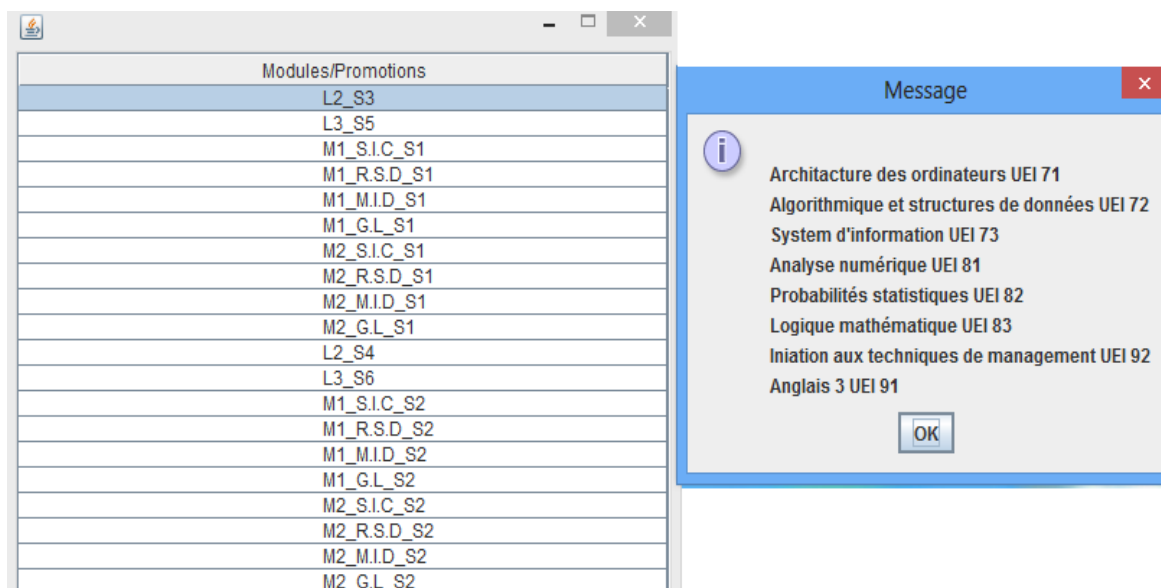 Modules/Promotions
L2_S3
L3_S5
M1_S.I.C_S1
M1_R.S.D_S1
M1_M.I.D_S1
M1_G.L_S1
M2_S.I.C_S1
M2_R.S.D_S1
M2_M.I.D_S1
M2_G.L_S1
L2_S4
L3_S6
M1_S.I.C_S2
M1_R.S.D_S2
M1_M.I.D_S2
M1_G.L_S2
M2_S.I.C_S2
M2_R.S.D_S2
M2_M.I.D_S2
M2_G.L_S2
Message
Architacture des ordinateurs UEI 71
Algorithmique et structures de données UEI 72
System d'information UEI 73
Analyse numérique UEI 81
Probabilités statistiques UEI 82
Logique mathématique UEI 83
Iniation aux techniques de management UEI 92
Anglais 3 UEI 91
OK